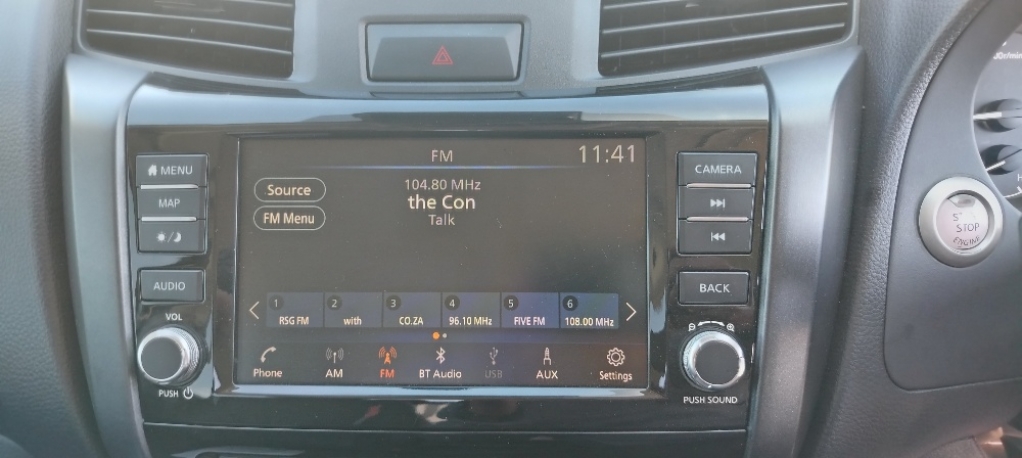 MENU
MAP
AUDIO
VOL
PUSH
FM
11:41
Source
104.80 MHz
the Con
FM Menu
Talk
1 RSG FM
2 with
3 CO.ZA
4 96.10 MHz
5 FIVE FM
6 108.00 MHz
Phone
AM
FM
BT Audio
USB
AUX
Settings
CAMERA
BACK
PUSH SOUND
STOP
ENGINE